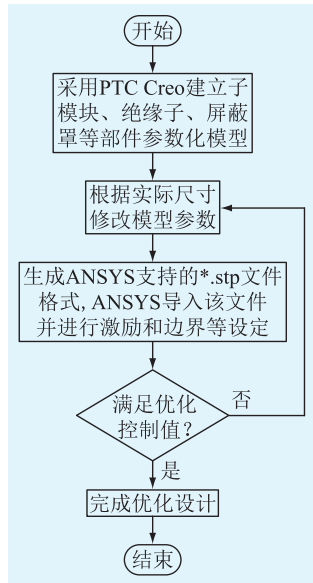 开始
采用PTC Creo建立子
模块、绝缘子、屏蔽
罩等部件参数化模型
根据实际尺寸
修改模型参数
生成ANSYS支持的*.stp文件
格式, ANSYS导入该文件
并进行激励和边界等设定
满足优化
控制值？
否
是
完成优化设计
结束